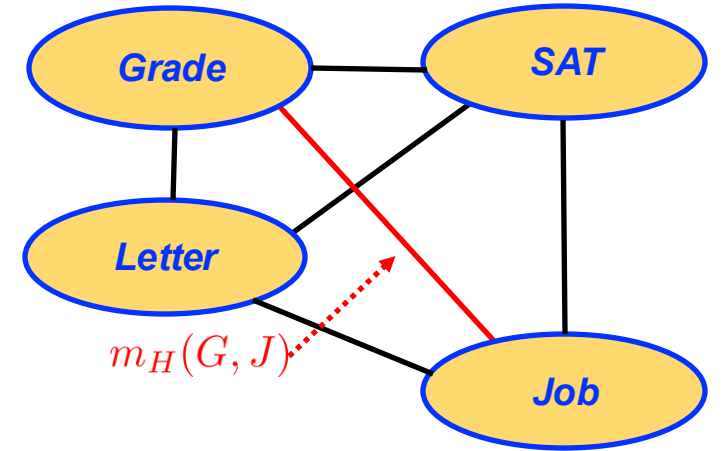 Grade
SAT
Letter
m_H(G, J)
Job